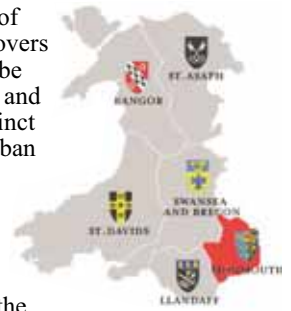 of
overs
be
and
inct
ban
the
ST. ASAPH
BANGOR
SWANSEA
AND BRECON
ST. DAVIDS
MONMOUTH
LLANDAFF